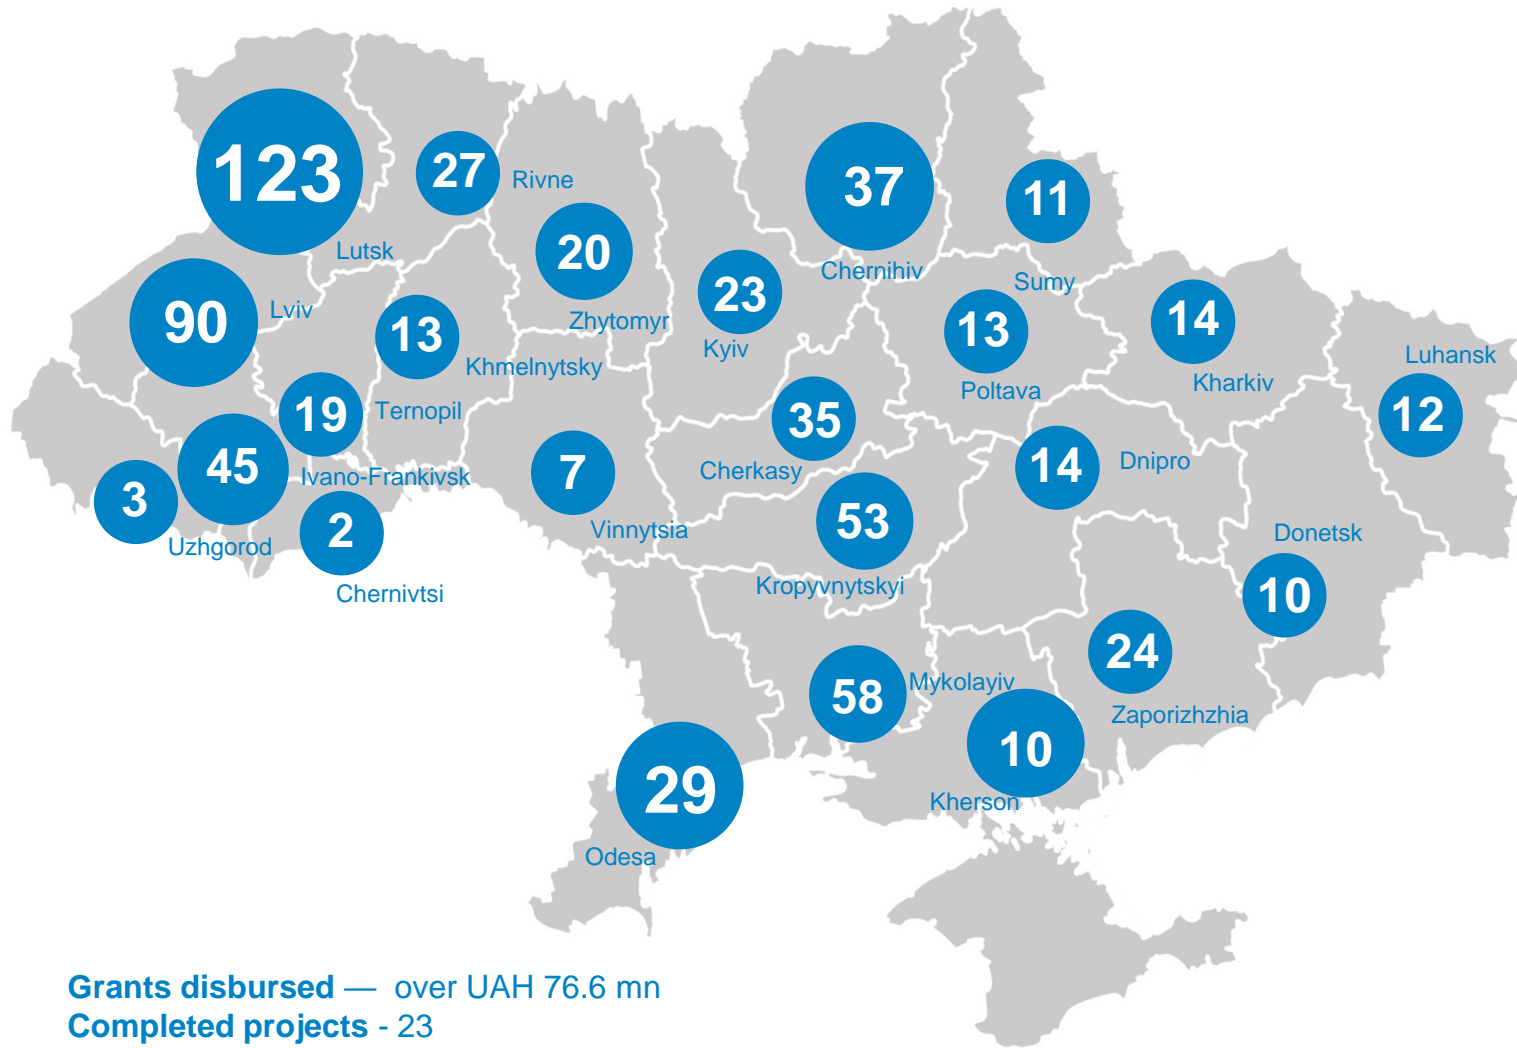 123
Lutsk
27
Rivne
20
Zhytomyr
23
Kyiv
37
Chernihiv
11
Sumy
90
Lviv
13
Khmelnytsky
19
Ternopil
45
Ivano-Frankivsk
3
Uzhgorod
2
Chernivtsi
7
Vinnytsia
35
Cherkasy
13
Poltava
14
Kharkiv
Luhansk
12
14
Dnipro
53
Kropyvnytskyi
Donetsk
10
24
Zaporizhzhia
58
Mykolayiv
10
Kherson
29
Odesa
Grants disbursed — over UAH 76.6 mn
Completed projects - 23